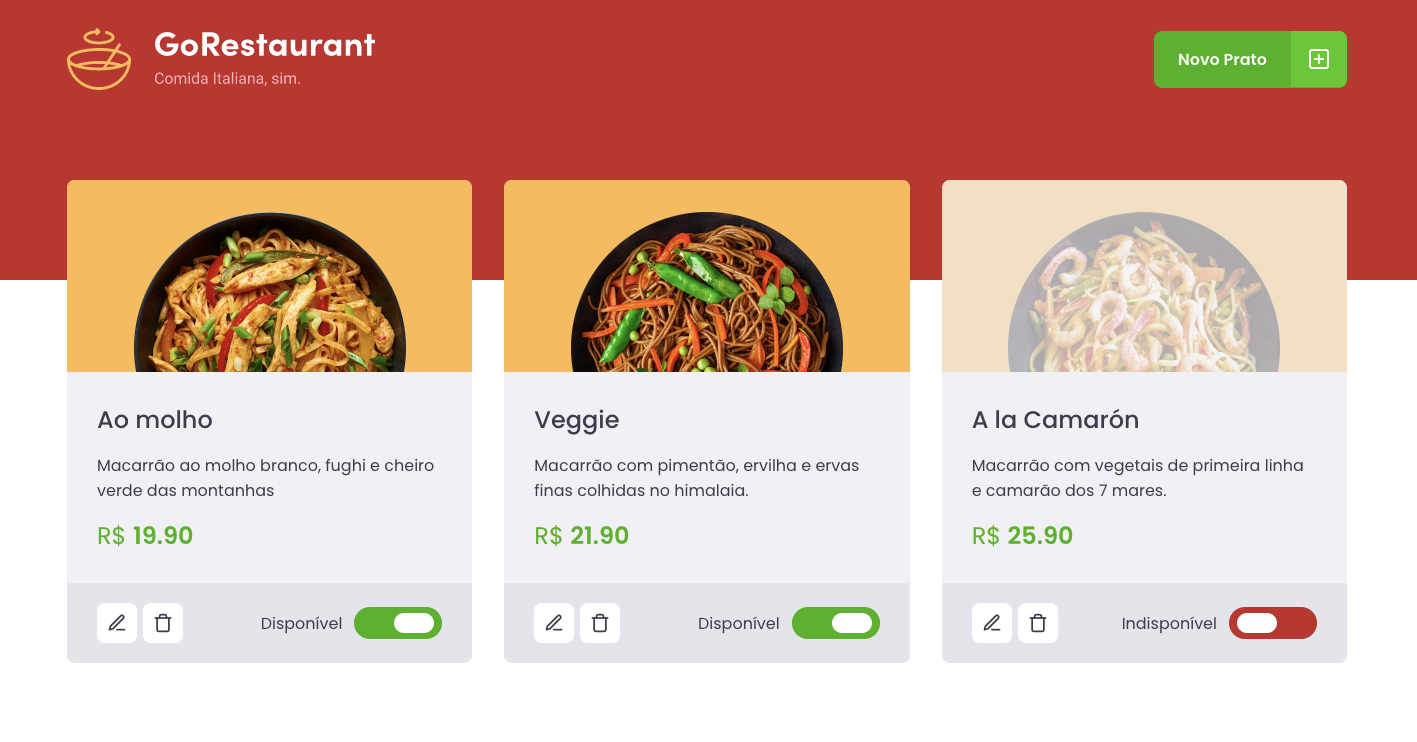 GoRestaurant
Comida Italiana, sim.
Novo Prato
Ao molho
Macarrão ao molho branco, fughi e cheiro
verde das montanhas
R$ 19.90
Disponível
Veggie
Macarrão com pimentão, ervilha e ervas
finas colhidas no himalaia.
R$ 21.90
Disponível
A la Camarón
Macarrão com vegetais de primeira linha
e camarão dos 7 mares.
R$ 25.90
Indisponível